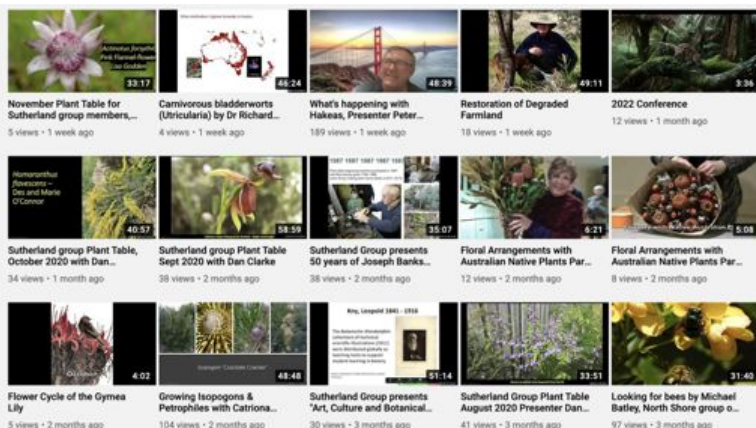 Actinotus forsythii
Pink Flannel flower
33:17
46:24
48:39
49:11
3:36
November Plant Table for
Sutherland group members,...
5 views • 1 week ago
Carnivorous bladderworts
(Utricularia) by Dr Richard...
4 views • 1 week ago
What's happening with
Hakeas, Presenter Peter...
189 views • 1 week ago
Restoration of Degraded
Farmland
18 views • 1 week ago
2022 Conference
12 views • 1 month ago
Homoranthus
flavescens –
Des and Marie
O'Connor
40:57
58:59
1987 1987 1987 1987 1987
35:07
6:21
5:08
Sutherland group Plant Table,
October 2020 with Dan...
34 views • 1 month ago
Sutherland group Plant Table
Sept 2020 with Dan Clarke
38 views • 2 months ago
Sutherland Group presents
50 years of Joseph Banks...
38 views • 2 months ago
Floral Arrangements with
Australian Native Plants Par...
12 views • 2 months ago
Floral Arrangements with
Australian Native Plants Par...
8 views • 2 months ago
4:02
48:48
Kny, Leopold 1841 - 1916
51:14
33:51
31:40
Flower Cycle of the Gymea
Lily
5 views • 2 months ago
Growing Isopogons &
Petrophiles with Catriona...
104 views • 2 months ago
Sutherland Group presents
"Art, Culture and Botanical...
30 views • 3 months ago
Sutherland Group Plant Table
August 2020 Presenter Dan...
41 views • 3 months ago
Looking for bees by Michael
Batley, North Shore group o...
97 views • 3 months ago